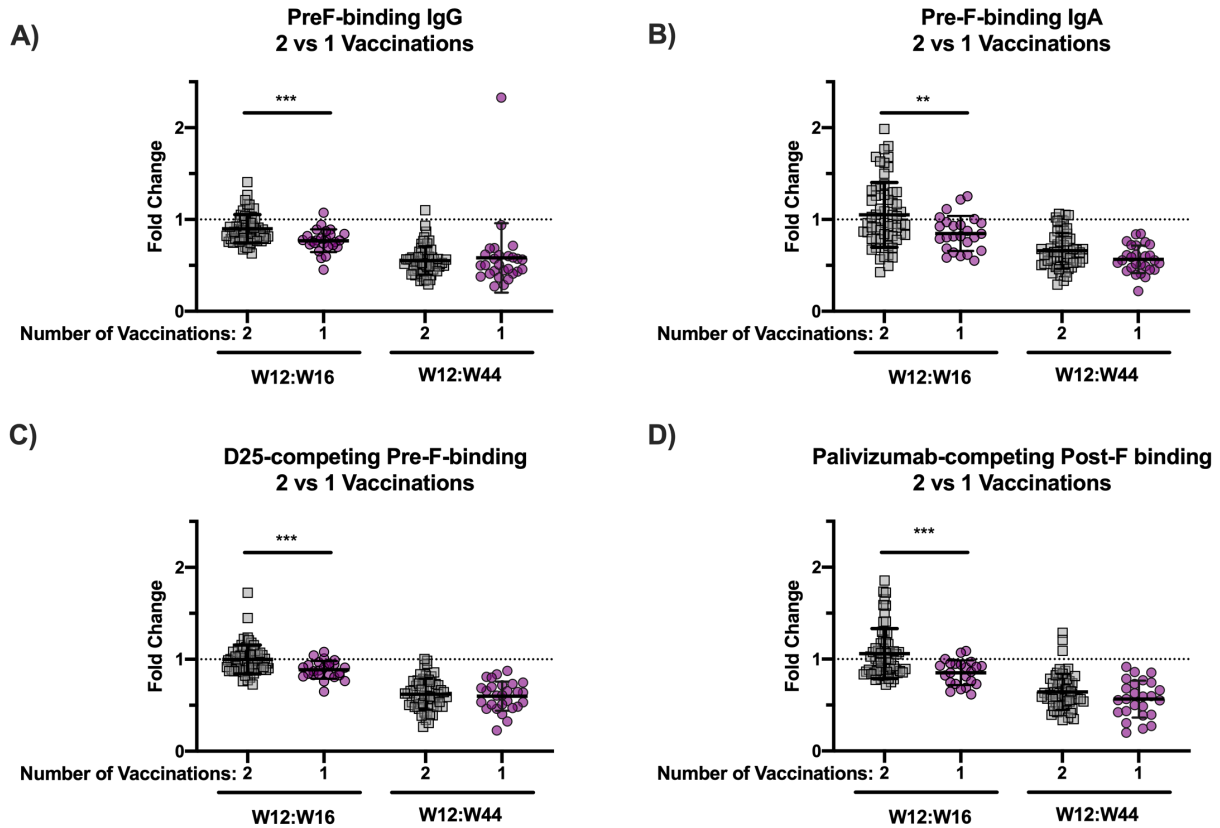 A)
PreF-binding IgG
2 vs 1 Vaccinations
Fold Change
2
1
0
***
Number of Vaccinations: 2 1 2 1
W12:W16 W12:W44
B)
Pre-F-binding IgA
2 vs 1 Vaccinations
Fold Change
2
1
0
**
Number of Vaccinations: 2 1 2 1
W12:W16 W12:W44
C)
D25-competing Pre-F-binding
2 vs 1 Vaccinations
Fold Change
2
1
0
***
Number of Vaccinations: 2 1 2 1
W12:W16 W12:W44
D)
Palivizumab-competing Post-F binding
2 vs 1 Vaccinations
Fold Change
2
1
0
***
Number of Vaccinations: 2 1 2 1
W12:W16 W12:W44